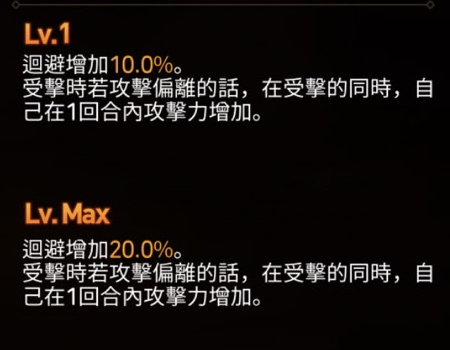 Lv.1
迴避增加10.0%。
受擊時若攻擊偏離的話，在受擊的同時，自
己在1回合內攻擊力增加。
Lv.Max
迴避增加20.0%。
受擊時若攻擊偏離的話，在受擊的同時，自
己在1回合內攻擊力增加。